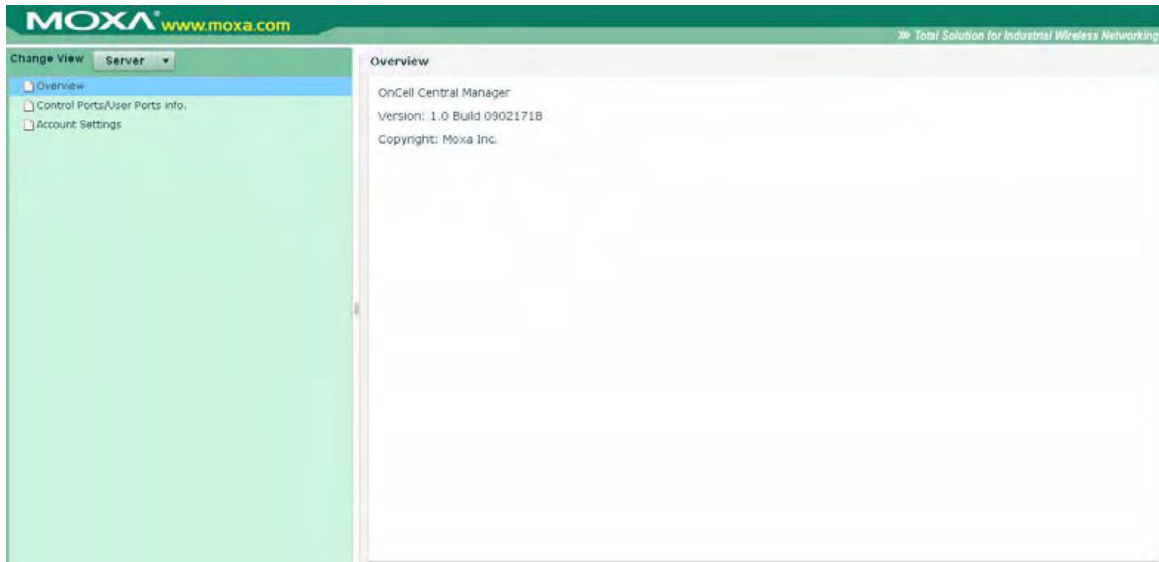 MOXA® www.moxa.com
Total Solution for Industrial Wireless Networking
Change View Server
Overview
Control Ports/User Ports info.
Account Settings
Overview
OnCell Central Manager
Version: 1.0 Build 09021718
Copyright: Moxa Inc.